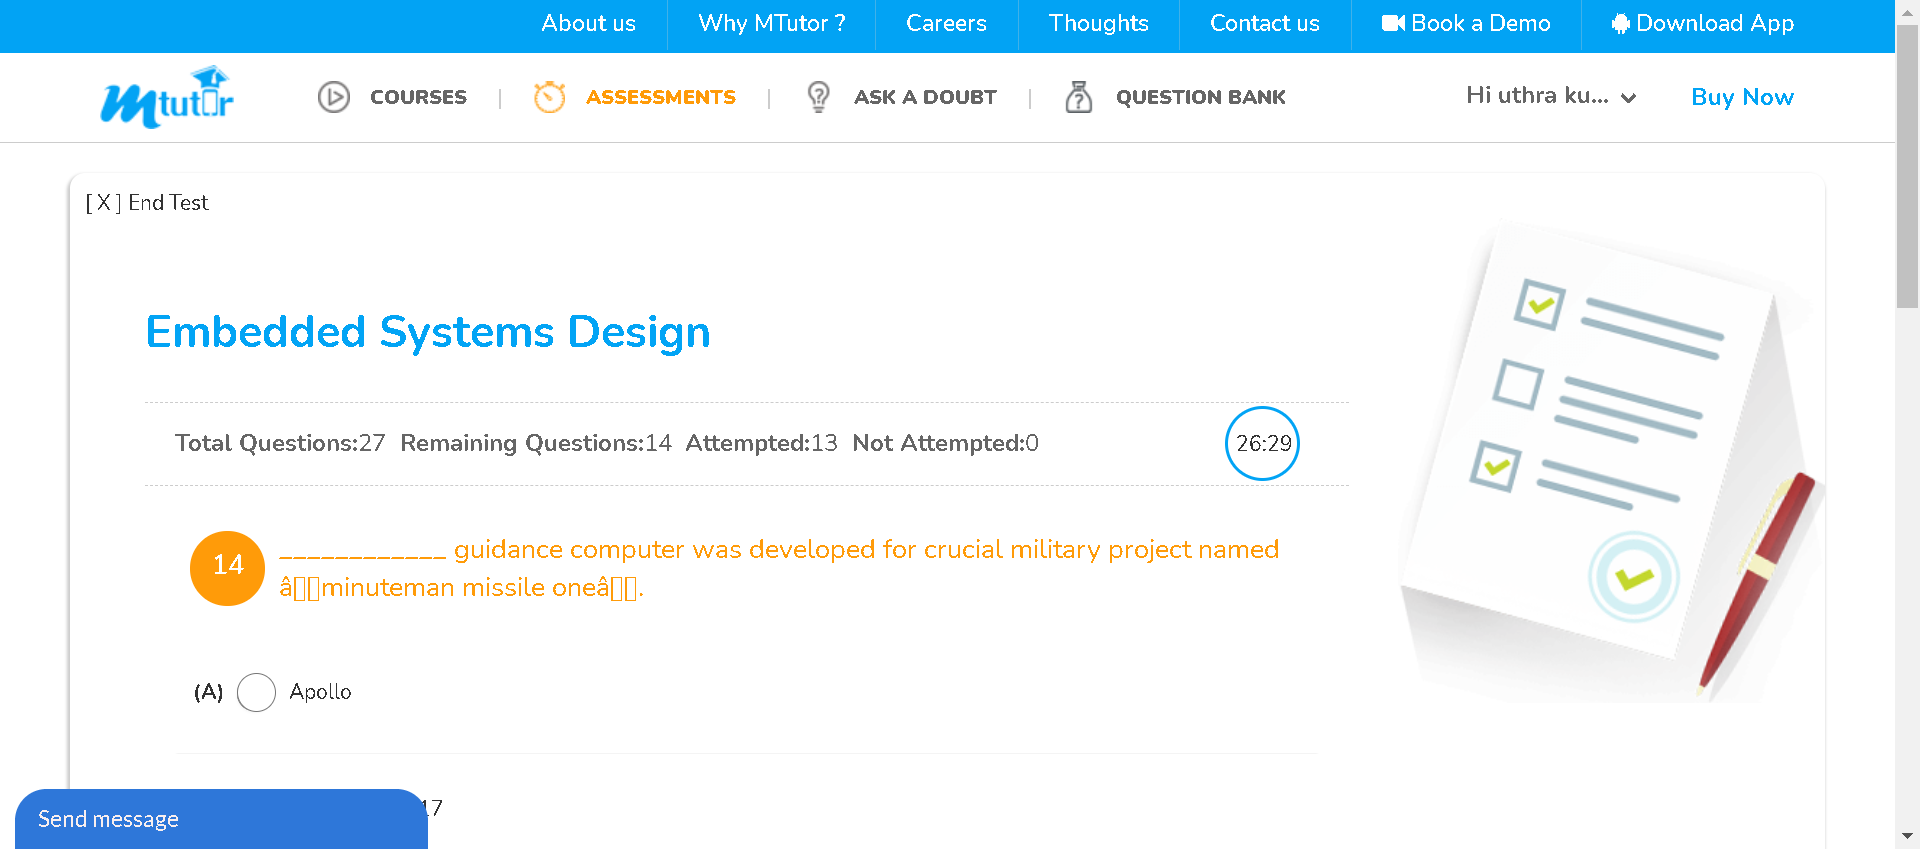 About us
Why MTutor ?
Careers
Thoughts
Contact us
Book a Demo
Download App
mtutor
COURSES
ASSESSMENTS
ASK A DOUBT
QUESTION BANK
Hi uthra ku...
Buy Now
[ X ] End Test
Embedded Systems Design
Total Questions:27 Remaining Questions:14 Attempted:13 Not Attempted:0
26:29
14
____________ guidance computer was developed for crucial military project named
â▯▯minuteman missile oneâ▯▯.
(A) Apollo
17
Send message